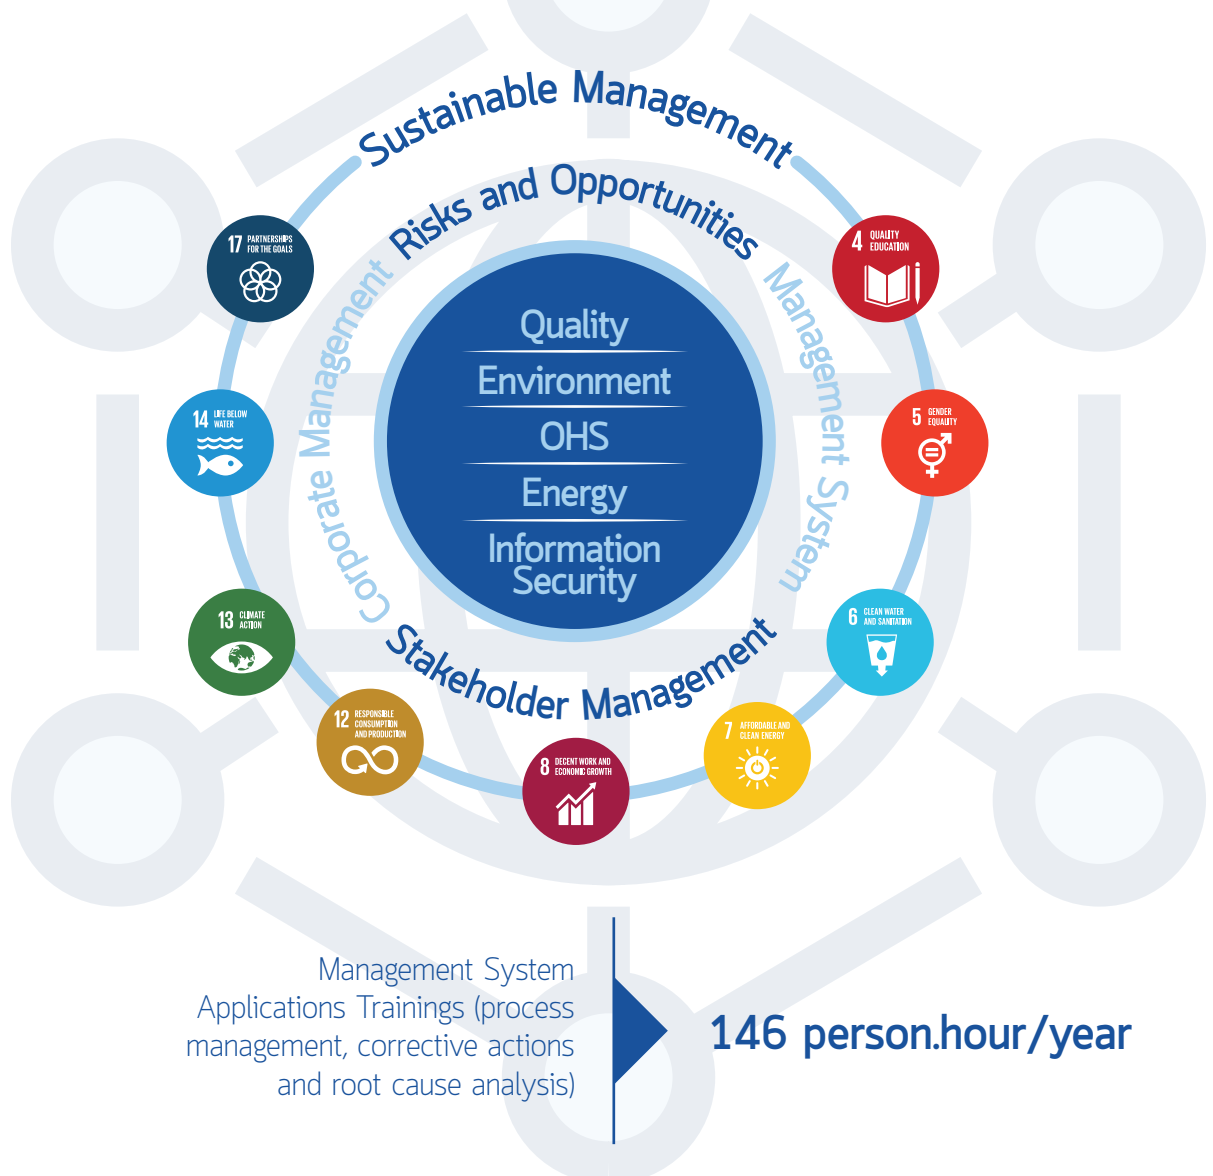 Sustainable Management
Risks and Opportunities
Corporate Management
Management System
Stakeholder Management
Quality
Environment
OHS
Energy
Information
Security
17 PARTNERSHIPS
FOR THE GOALS
4 QUALITY
EDUCATION
14 LIFE BELOW
WATER
5 GENDER
EQUALITY
13 CLIMATE
ACTION
6 CLEAN WATER
AND SANITATION
12 RESPONSIBLE
CONSUMPTION
AND PRODUCTION
7 AFFORDABLE AND
CLEAN ENERGY
8 DECENT WORK AND
ECONOMIC GROWTH
Management System
Applications Trainings (process
management, corrective actions
and root cause analysis)
146 person.hour/year